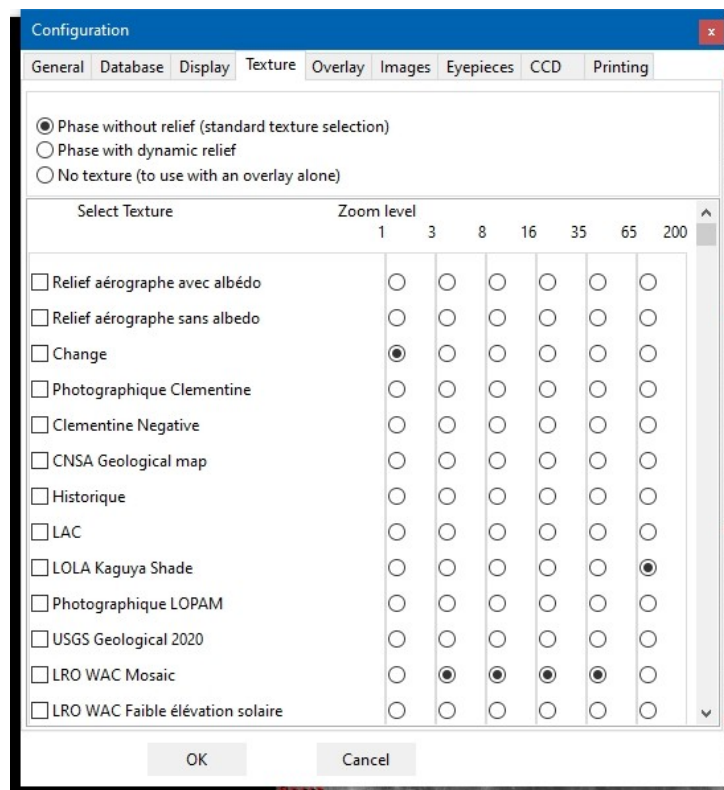 Configuration
x
General Database Display Texture Overlay Images Eyepieces CCD Printing
Phase without relief (standard texture selection)
Phase with dynamic relief
No texture (to use with an overlay alone)
Select Texture Zoom level
1 3 8 16 35 65 200
Relief aérographe avec albédo
Relief aérographe sans albedo
Change
Photographique Clementine
Clementine Negative
CNSA Geological map
Historique
LAC
LOLA Kaguya Shade
Photographique LOPAM
USGS Geological 2020
LRO WAC Mosaic
LRO WAC Faible élévation solaire
OK Cancel